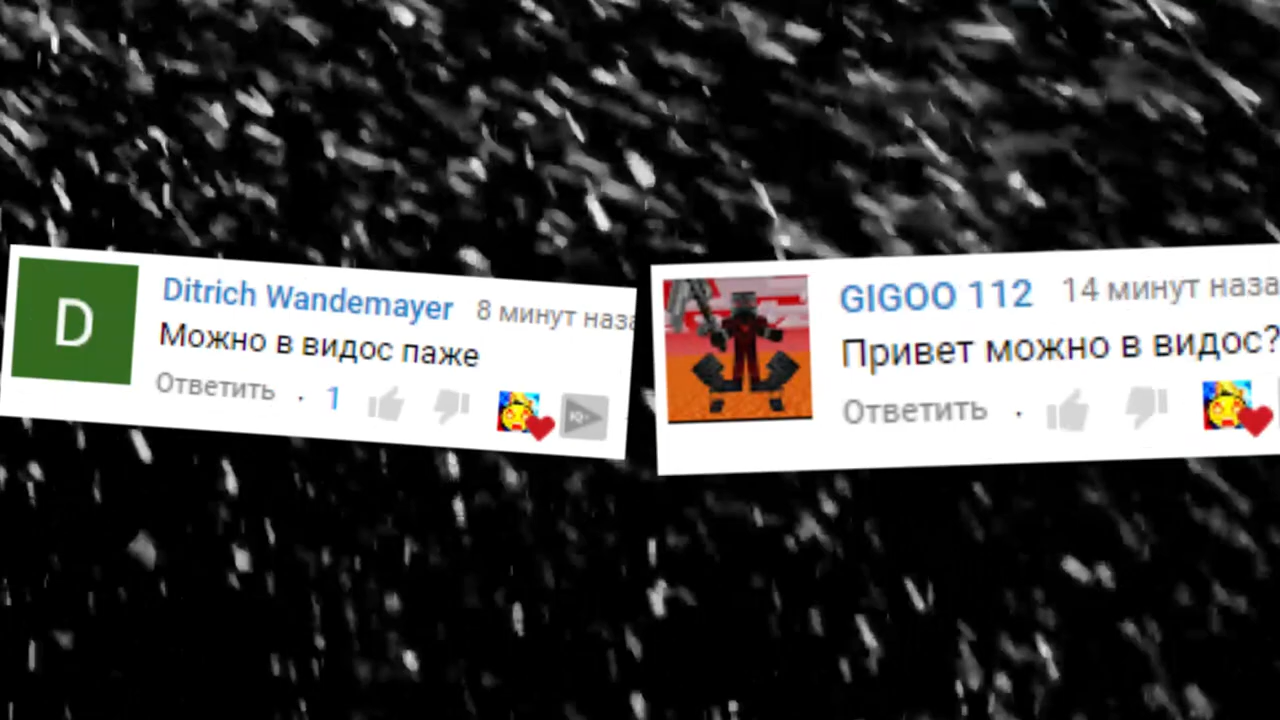 D
Ditrich Wandemayer 8 минут наза
Можно в видос паже
Ответить · 1
GIGOO 112 14 минут наза
Привет можно в видос?
Ответить ·